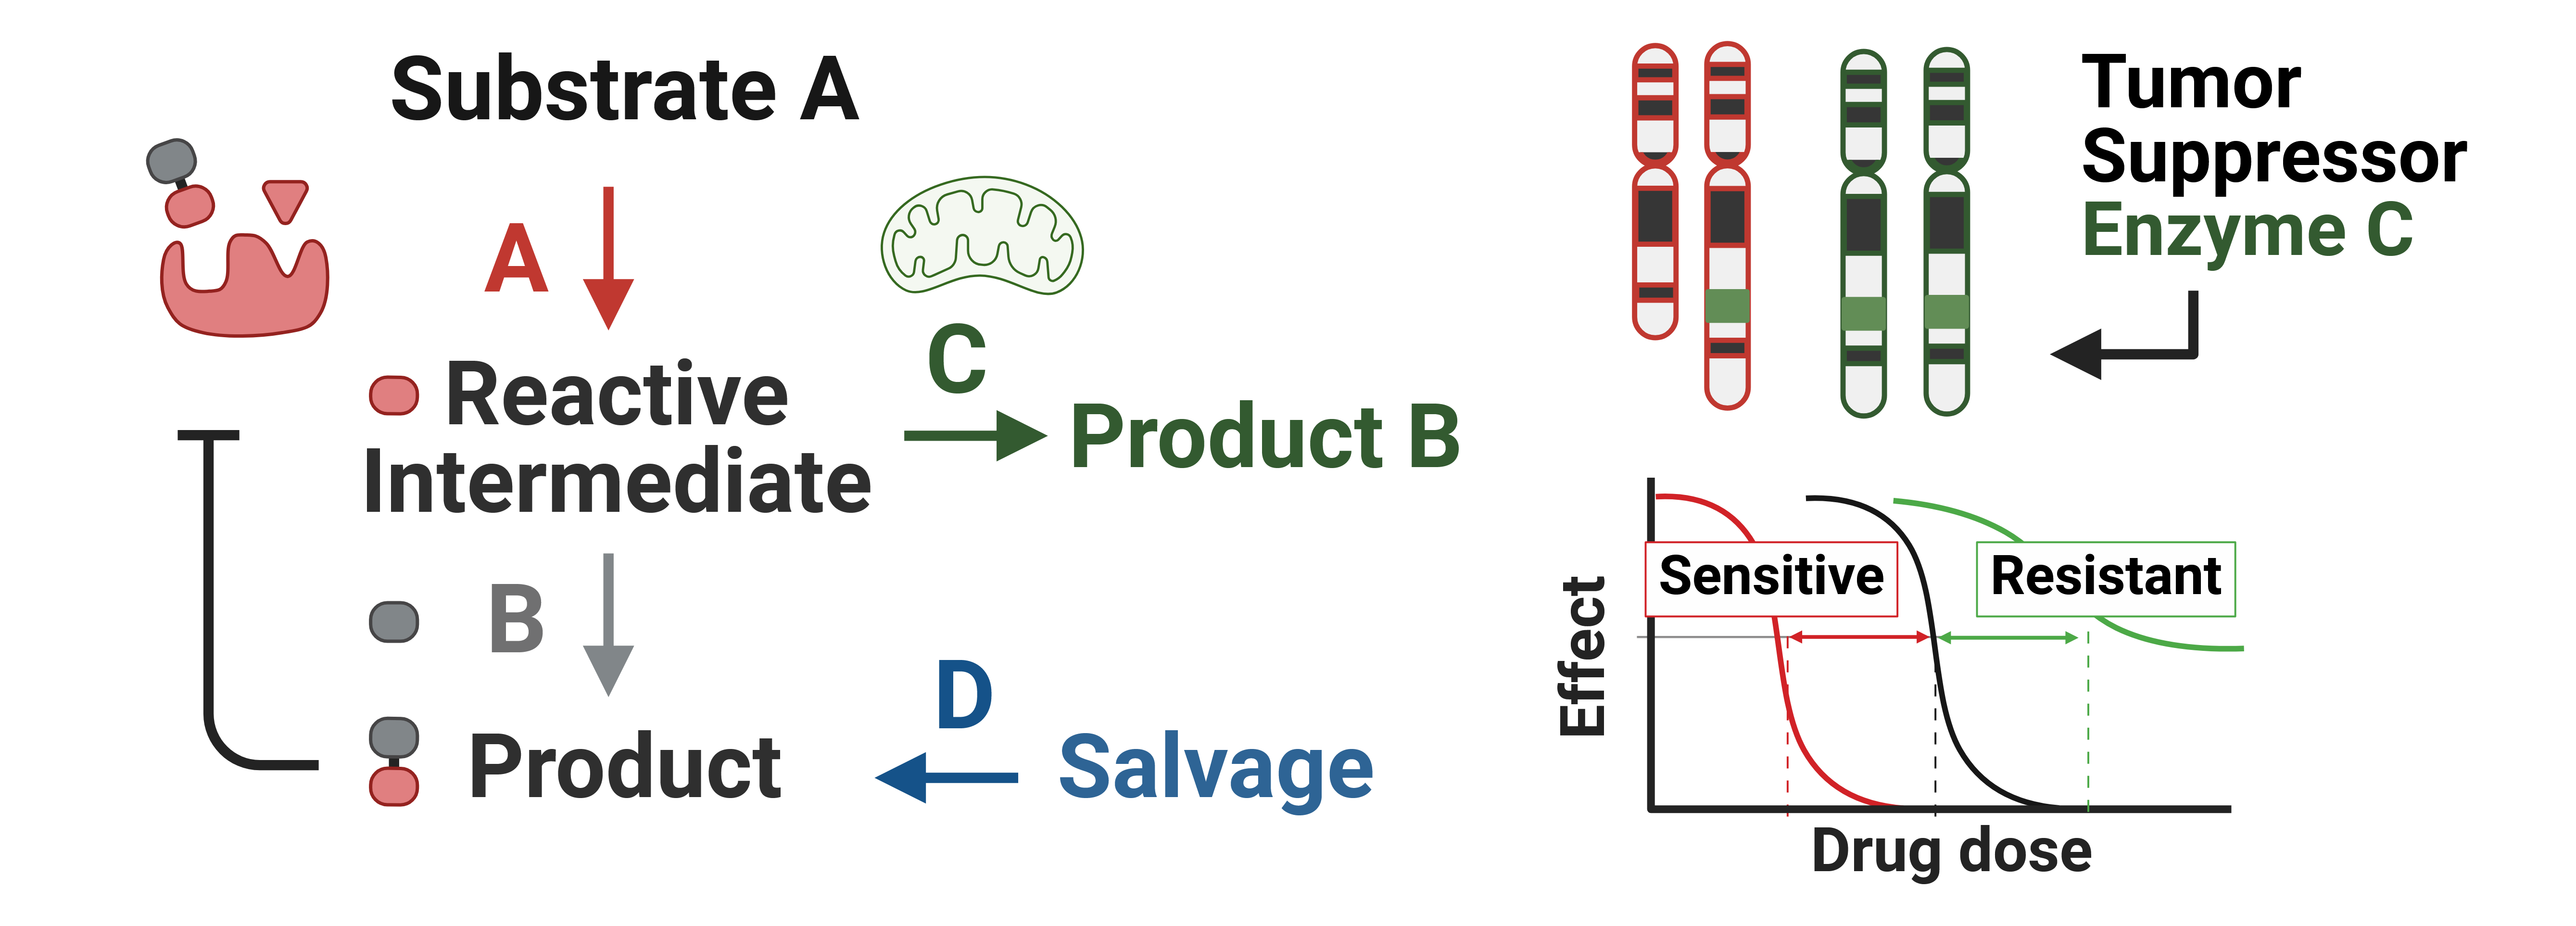 Substrate A
A
Reactive
Intermediate
C
Product B
B
D
Product
Salvage
Tumor
Suppressor
Enzyme C
Effect
Sensitive
Resistant
Drug dose